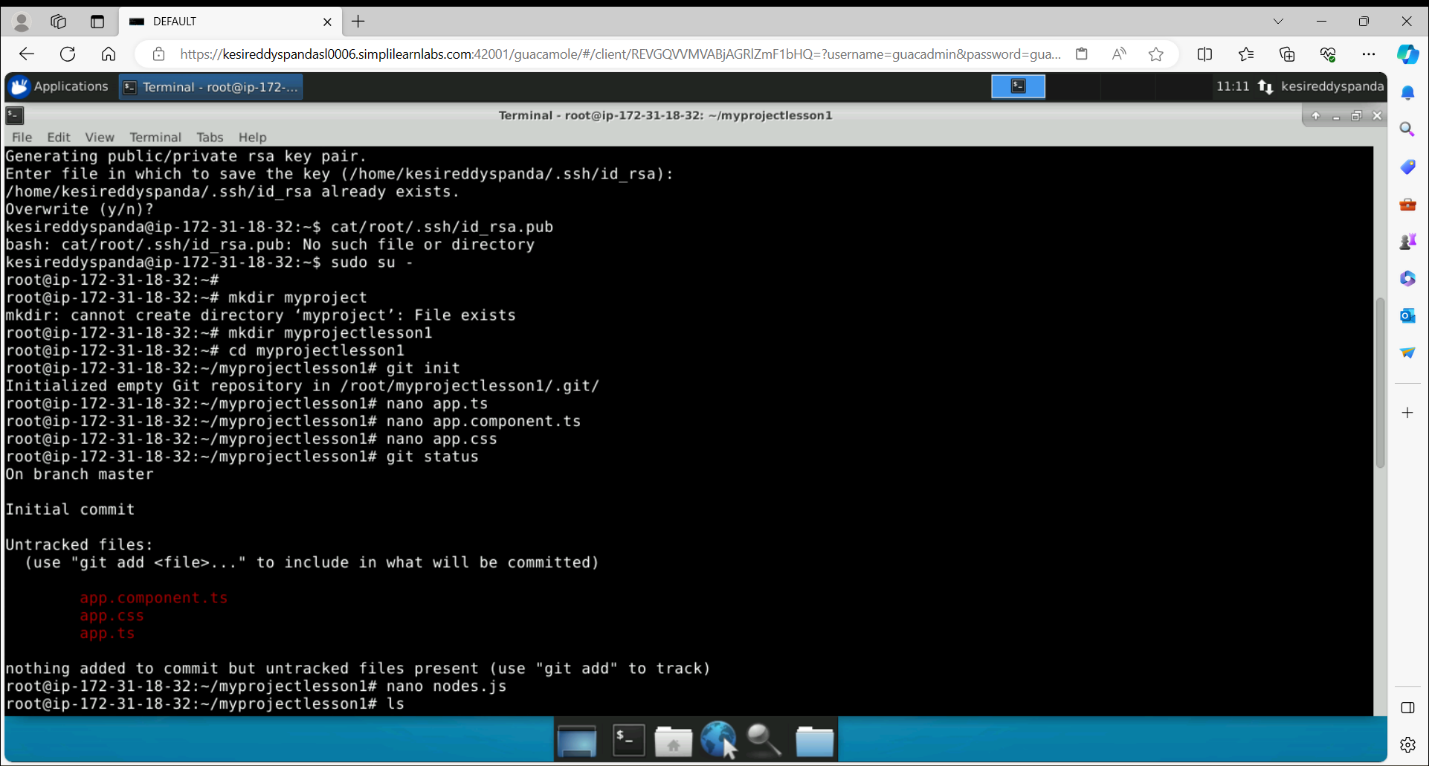 DEFAULT
https://kesireddyspandasl0006.simplilearnlabs.com:42001/guacamole/#/client/REVGQVVMVABjAGRlZmF1bHQ=?username=guacadmin&password=gua...
Applications
Terminal - root@ip-172-...
11:11
kesireddyspanda
Terminal - root@ip-172-31-18-32: ~/myprojectlesson1
File Edit View Terminal Tabs Help
Generating public/private rsa key pair.
Enter file in which to save the key (/home/kesireddyspanda/.ssh/id_rsa):
/home/kesireddyspanda/.ssh/id_rsa already exists.
Overwrite (y/n)?
kesireddyspanda@ip-172-31-18-32:~$ cat/root/.ssh/id_rsa.pub
bash: cat/root/.ssh/id_rsa.pub: No such file or directory
kesireddyspanda@ip-172-31-18-32:~$ sudo su -
root@ip-172-31-18-32:~#
root@ip-172-31-18-32:~# mkdir myproject
mkdir: cannot create directory ‘myproject’: File exists
root@ip-172-31-18-32:~# mkdir myprojectlesson1
root@ip-172-31-18-32:~# cd myprojectlesson1
root@ip-172-31-18-32:~/myprojectlesson1# git init
Initialized empty Git repository in /root/myprojectlesson1/.git/
root@ip-172-31-18-32:~/myprojectlesson1# nano app.ts
root@ip-172-31-18-32:~/myprojectlesson1# nano app.component.ts
root@ip-172-31-18-32:~/myprojectlesson1# nano app.css
root@ip-172-31-18-32:~/myprojectlesson1# git status
On branch master
Initial commit
Untracked files:
(use "git add <file>..." to include in what will be committed)
app.component.ts
app.css
app.ts
nothing added to commit but untracked files present (use "git add" to track)
root@ip-172-31-18-32:~/myprojectlesson1# nano nodes.js
root@ip-172-31-18-32:~/myprojectlesson1# ls